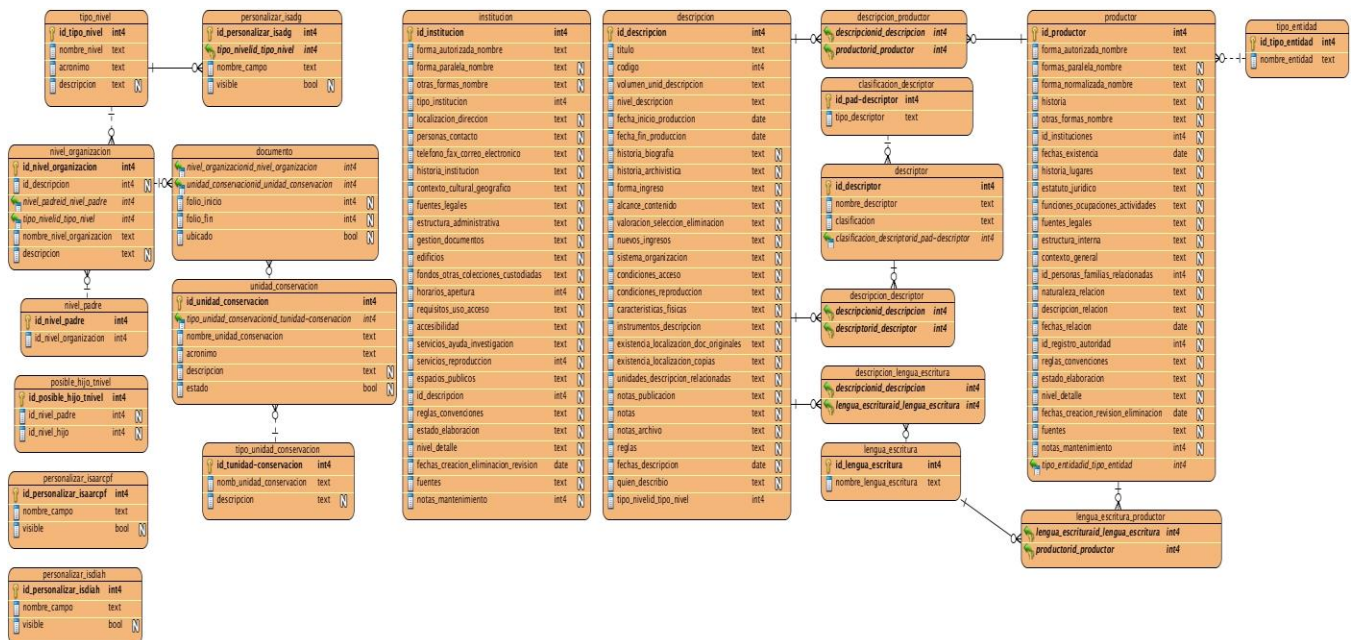 tipo_nivel
id_tipo_nivel int4
nombre_nivel text
acronimo text
descripcion text N
personalizar_isadg
id_personalizar_isadg int4
tipo_nivelid_tipo_nivel int4
nombre_campo text
visible bool N
nivel_organizacion
id_nivel_organizacion int4
id_descripcion int4 N
nivel_padreid_nivel_padre int4
tipo_nivelid_tipo_nivel int4
nombre_nivel_organizacion text
descripcion text N
documento
nivel_organizacionid_nivel_organizacion int4
unidad_conservacionid_unidad_conservacion int4
folio_inicio int4 N
folio_fin int4 N
ubicado bool N
nivel_padre
id_nivel_padre int4
id_nivel_organizacion int4
unidad_conservacion
id_unidad_conservacion int4
tipo_unidad_conservacionid_tunidad-conservacion int4
nombre_unidad_conservacion text
acronimo text
descripcion text N
estado bool N
posible_hijo_tnivel
id_posible_hijo_tnivel int4
id_nivel_padre int4 N
id_nivel_hijo int4 N
tipo_unidad_conservacion
id_tunidad-conservacion int4
nomb_unidad_conservacion text
descripcion text N
personalizar_isaarcpf
id_personalizar_isaarcpf int4
nombre_campo text
visible bool N
personalizar_isdiah
id_personalizar_isdiah int4
nombre_campo text
visible bool N
institucion
id_institucion int4
forma_autorizada_nombre text
forma_paralela_nombre text N
otras_formas_nombre text N
tipo_institucion int4
localizacion_direccion text N
personas_contacto text N
telefono_fax_correo_electronico text N
historia_institucion text N
contexto_cultural_geografico text N
fuentes_legales text N
estructura_administrativa text N
gestion_documentos text N
edificios text N
fondos_otras_colecciones_custodiadas text N
horarios_apertura int4 N
requisitos_uso_acceso text N
accesibilidad text N
servicios_ayuda_investigacion text N
servicios_reproduccion int4 N
espacios_publicos text N
id_descripcion int4 N
reglas_convenciones text N
estado_elaboracion text N
nivel_detalle text N
fechas_creacion_eliminacion_revision date N
fuentes text N
notas_mantenimiento int4 N
descripcion
id_descripcion int4
titulo text
codigo int4
volumen_unid_descripcion text
nivel_descripcion text
fecha_inicio_produccion date
fecha_fin_produccion date
historia_biografia text N
historia_archivistica text N
forma_ingreso text N
alcance_contenido text N
valoracion_seleccion_eliminacion text N
nuevos_ingresos text N
sistema_organizacion text N
condiciones_acceso text N
condiciones_reproduccion text N
caracteristicas_fisicas text N
instrumentos_descripcion text N
existencia_localizacion_doc_originales text N
existencia_localizacion_copias text N
unidades_descripcion_relacionadas text N
notas_publicacion text N
notas text N
notas_archivo text N
reglas text N
fechas_descripcion date N
quien_describio text N
tipo_nivelid_tipo_nivel int4
descripcion_productor
descripcionid_descripcion int4
productorid_productor int4
clasificacion_descriptor
id_pad-descriptor int4
tipo_descriptor text
descriptor
id_descriptor int4
nombre_descriptor text
clasificacion text
clasificacion_descriptorid_pad-descriptor int4
descripcion_descriptor
descripcionid_descripcion int4
descriptorid_descriptor int4
descripcion_lengua_escritura
descripcionid_descripcion int4
lengua_escrituraid_lengua_escritura int4
lengua_escritura
id_lengua_escritura int4
nombre_lengua_escritura text
productor
id_productor int4
forma_autorizada_nombre text
formas_paralela_nombre text N
forma_normalizada_nombre text N
historia text N
otras_formas_nombre text N
id_instituciones int4 N
fechas_existencia date N
historia_lugares text N
estatuto_juridico text N
funciones_ocupaciones_actividades text N
fuentes_legales text N
estructura_interna text N
contexto_general text N
id_personas_familias_relacionadas int4 N
naturaleza_relacion text N
descripcion_relacion text N
fechas_relacion date N
id_registro_autoridad int4 N
reglas_convenciones text N
estado_elaboracion text N
nivel_detalle text N
fechas_creacion_revision_eliminacion date N
fuentes text N
notas_mantenimiento int4 N
tipo_entidadid_tipo_entidad int4
tipo_entidad
id_tipo_entidad int4
nombre_entidad text
lengua_escritura_productor
lengua_escrituraid_lengua_escritura int4
productorid_productor int4